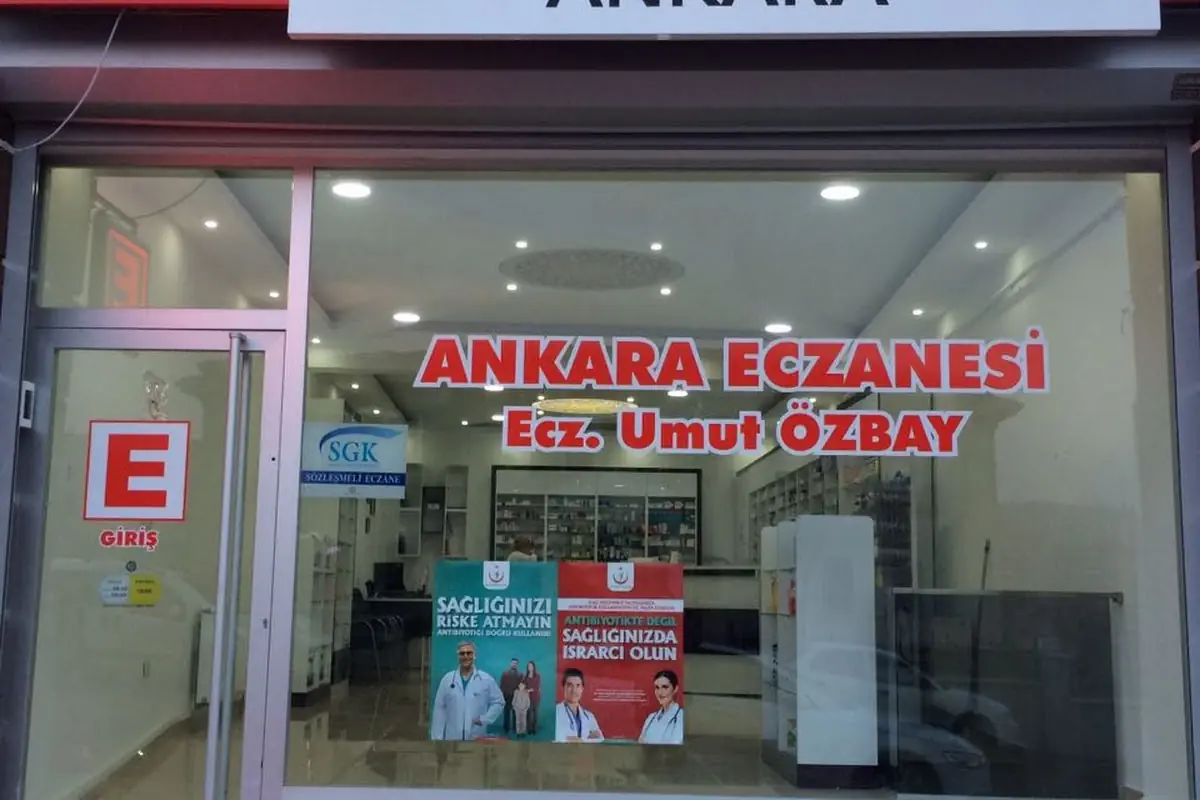 ANKARA
ANKARA ECZANESİ
Ecz. Umut ÖZBAY
SGK
SÖZLEŞMELİ ECZANE
E
GİRİŞ
SAĞLIĞINIZI
RİSKE ATMAYIN
ANTİBİYOTİĞİ DOĞRU KULLANIN!
ANTİBİYOTİKTE DEĞİL
SAĞLIĞINIZDA
ISRARCI OLUN